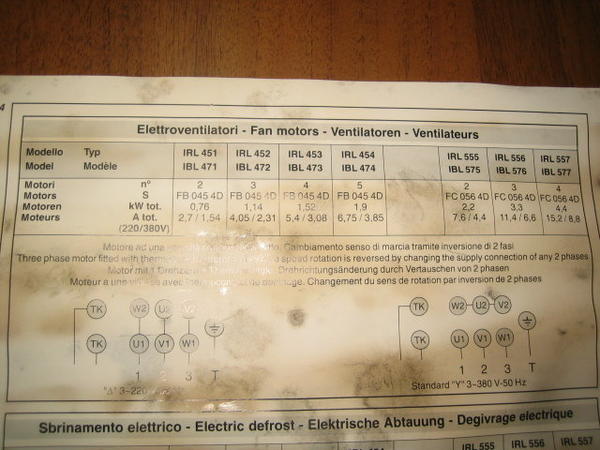 4
Elettroventilatori - Fan motors - Ventilatoren - Ventilateurs
Modello Typ IRL 451 IRL 452 IRL 453 IRL 454 IRL 555 IRL 556 IRL 557
Model Modèle IBL 471 IBL 472 IBL 473 IBL 474 IBL 575 IBL 576 IBL 577
Motori n° 2 3 4 5 2 3 4
Motors S FB 045 4D FB 045 4D FB 045 4D FB 045 4D FC 056 4D FC 056 4D FC 056 4D
Motoren kW tot. 0,76 1,14 1,52 1,9 2,2 3,3 4,4
Moteurs A tot. 2,7 / 1,54 4,05 / 2,31 5,4 / 3,08 6,75 / 3,85 7,6 / 4,4 11,4 / 6,6 15,2 / 8,8
(220/380V)
Motore ad una Cambiamento senso di marcia tramite inversione di 2 fasi
Three phase motor fitted with speed rotation is reversed by changing the supply connection of any 2 phases
Motor mit 1 Drehrichtungsänderung durch Vertauschen von 2 phasen
Moteur a une avec Changement du sens de rotation par inversion de 2 phases
TK W2 U2 V2 TK W2 U2 V2
TK U1 V1 W1 TK U1 V1 W1
1 2 3 T 1 2 3 T
"Δ" 3~220 Standard "Y" 3~380 V-50 Hz
Sbrinamento elettrico - Electric defrost - Elektrische Abtauung - Degivrage electrique
IRL 555 IRL 556 IRL 557